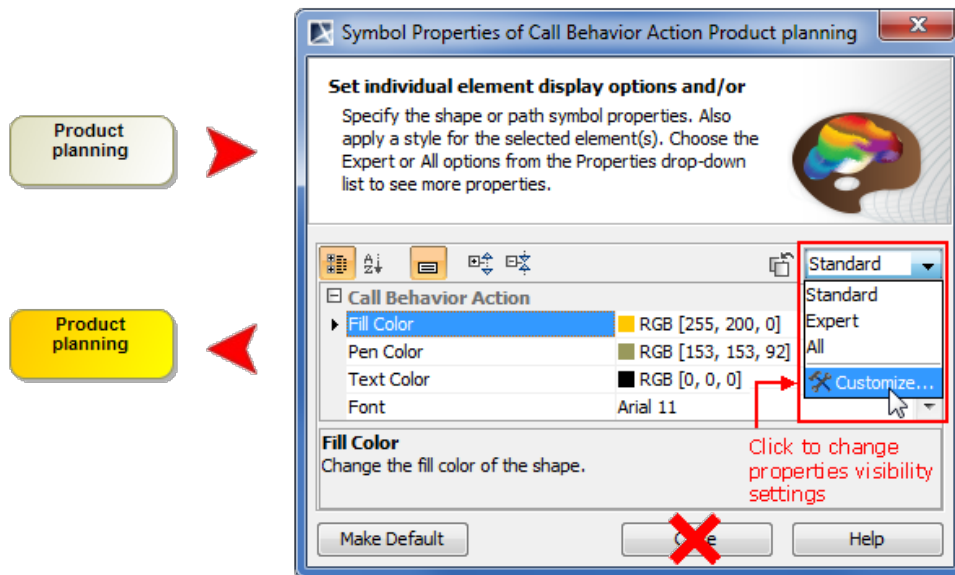 Symbol Properties of Call Behavior Action Product planning
Set individual element display options and/or
Specify the shape or path symbol properties. Also
apply a style for the selected element(s). Choose the
Expert or All options from the Properties drop-down
list to see more properties.
Product
planning
Standard
Call Behavior Action
Standard
Fill Color
RGB [255, 200, 0]
Expert
Pen Color
RGB [153, 153, 92]
All
Text Color
RGB [0, 0, 0]
Customize...
Font
Arial 11
Product
planning
Fill Color
Change the fill color of the shape.
Click to change
properties visibility
settings
Make Default
Help